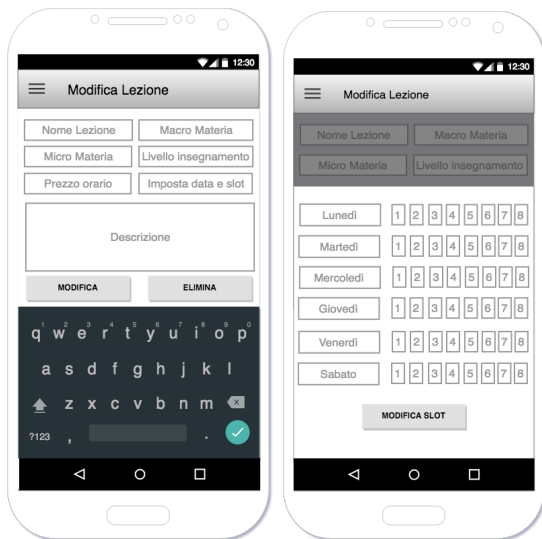 12:30
Modifica Lezione
Nome Lezione Macro Materia
Micro Materia Livello insegnamento
Prezzo orario Imposta data e slot
Descrizione
MODIFICA ELIMINA
1 2 3 4 5 6 7 8 9 0
q w e r t y u i o p
a s d f g h j k l
z x c v b n m x
?123 , .
12:30
Modifica Lezione
Nome Lezione Macro Materia
Micro Materia Livello insegnamento
Lunedì 1 2 3 4 5 6 7 8
Martedì 1 2 3 4 5 6 7 8
Mercoledì 1 2 3 4 5 6 7 8
Giovedì 1 2 3 4 5 6 7 8
Venerdì 1 2 3 4 5 6 7 8
Sabato 1 2 3 4 5 6 7 8
MODIFICA SLOT